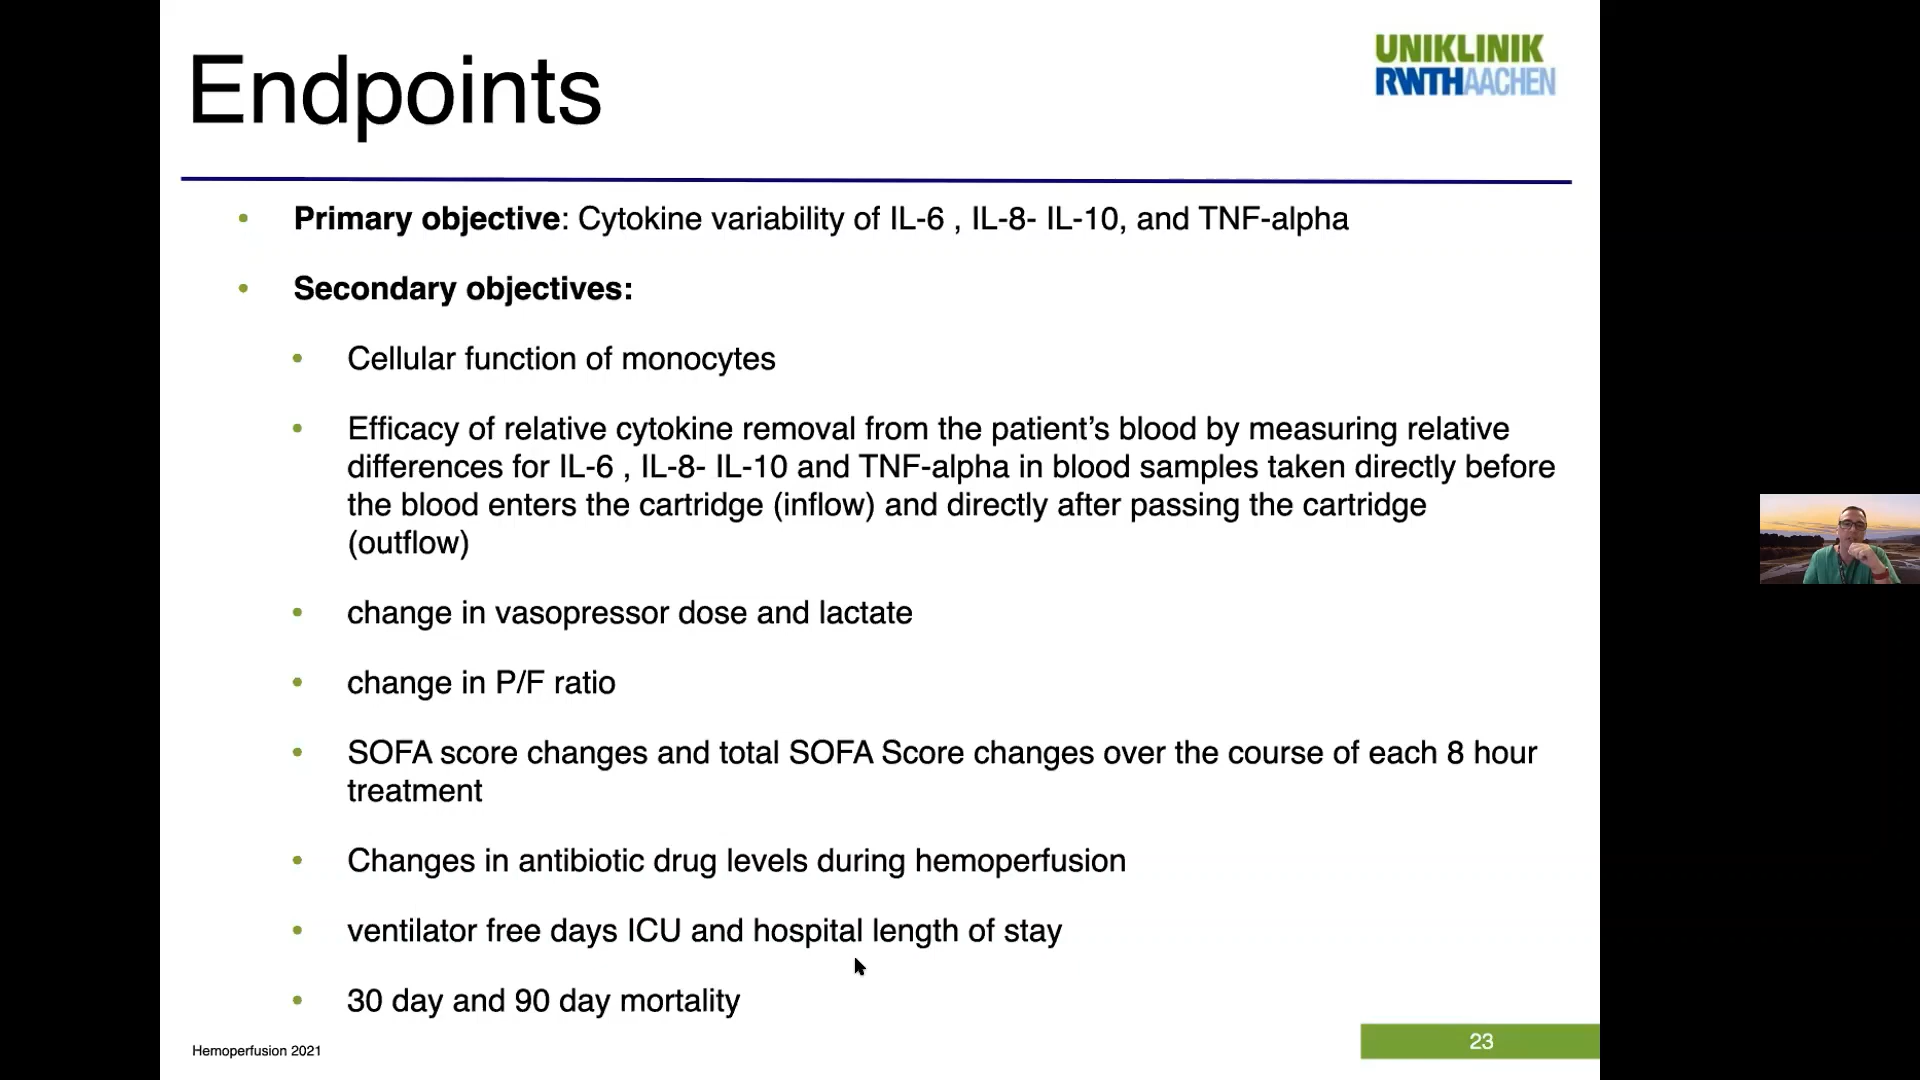 Endpoints
UNIKLINIK
RWTHAACHEN
• Primary objective: Cytokine variability of IL-6 , IL-8- IL-10, and TNF-alpha
• Secondary objectives:
• Cellular function of monocytes
• Efficacy of relative cytokine removal from the patient’s blood by measuring relative
differences for IL-6 , IL-8- IL-10 and TNF-alpha in blood samples taken directly before
the blood enters the cartridge (inflow) and directly after passing the cartridge
(outflow)
• change in vasopressor dose and lactate
• change in P/F ratio
• SOFA score changes and total SOFA Score changes over the course of each 8 hour
treatment
• Changes in antibiotic drug levels during hemoperfusion
• ventilator free days ICU and hospital length of stay
• 30 day and 90 day mortality
Hemoperfusion 2021
23